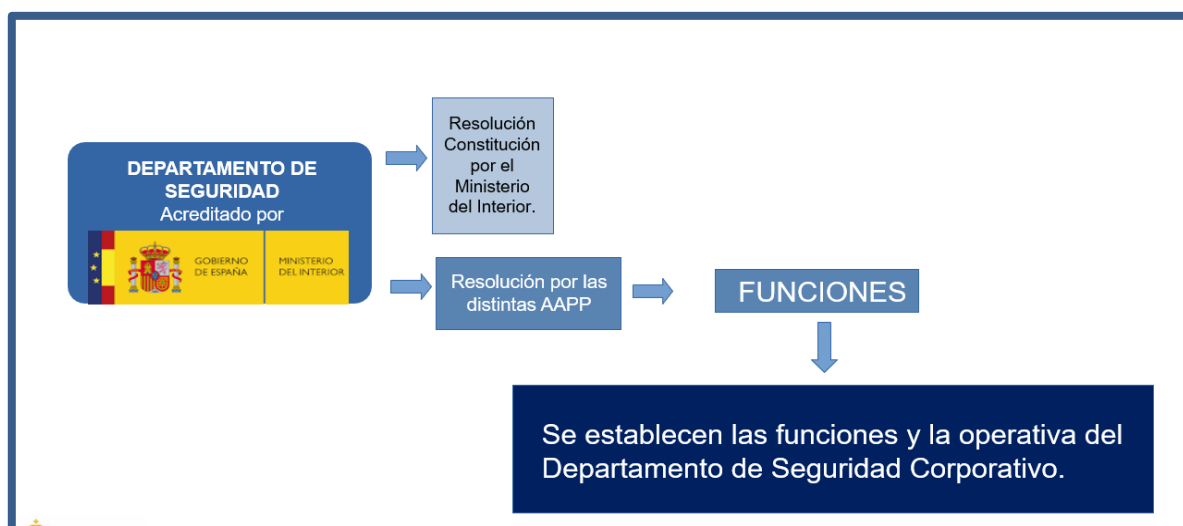 DEPARTAMENTO DE
SEGURIDAD
Acreditado por
GOBIERNO
DE ESPAÑA
MINISTERIO
DEL INTERIOR
Resolución
Constitución
por el
Ministerio
del Interior.
Resolución por las
distintas AAPP
FUNCIONES
Se establecen las funciones y la operativa del
Departamento de Seguridad Corporativo.